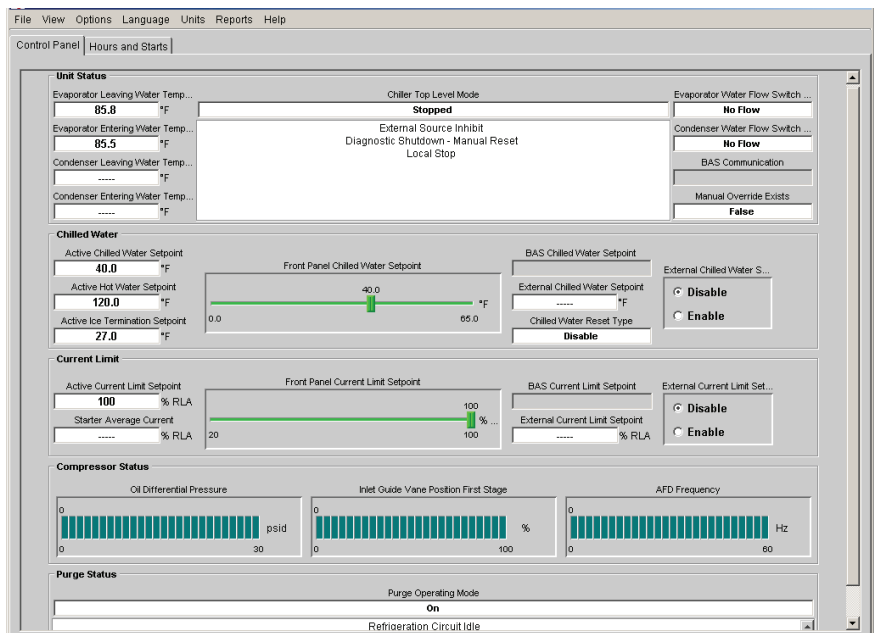 File View Options Language Units Reports Help
Control Panel Hours and Starts
Unit Status
Evaporator Leaving Water Temp...
85.8 °F
Evaporator Entering Water Temp...
85.5 °F
Condenser Leaving Water Temp...
----- °F
Condenser Entering Water Temp...
----- °F
Chiller Top Level Mode
Stopped
External Source Inhibit
Diagnostic Shutdown - Manual Reset
Local Stop
Evaporator Water Flow Switch ...
No Flow
Condenser Water Flow Switch ...
No Flow
BAS Communication
Manual Override Exists
False
Chilled Water
Active Chilled Water Setpoint
40.0 °F
Active Hot Water Setpoint
120.0 °F
Active Ice Termination Setpoint
27.0 °F
Front Panel Chilled Water Setpoint
40.0
°F
0.0 65.0
BAS Chilled Water Setpoint
External Chilled Water Setpoint
----- °F
Chilled Water Reset Type
Disable
External Chilled Water S...
Disable
Enable
Current Limit
Active Current Limit Setpoint
100 % RLA
Starter Average Current
----- % RLA
Front Panel Current Limit Setpoint
100
% ...
20 100
BAS Current Limit Setpoint
External Current Limit Setpoint
----- % RLA
External Current Limit Set...
Disable
Enable
Compressor Status
Oil Differential Pressure
0
psid
0 30
Inlet Guide Vane Position First Stage
0
%
0 100
AFD Frequency
0
Hz
0 60
Purge Status
Purge Operating Mode
On
Refrigeration Circuit Idle